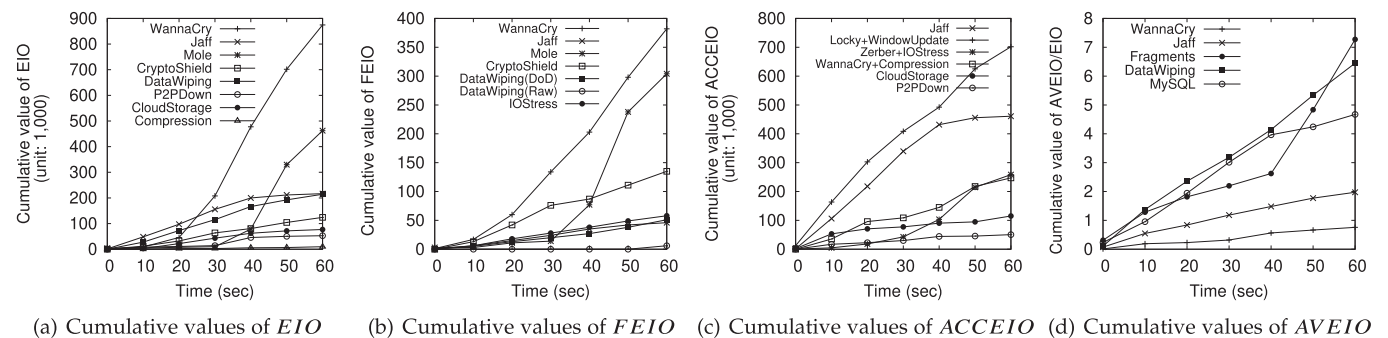 Cumulative value of EIO
(unit: 1,000)
900
800
700
600
500
400
300
200
100
0
WannaCry
Jaff
Mole
CryptoShield
DataWiping
P2PDown
CloudStorage
Compression
0 10 20 30 40 50 60
Time (sec)
(a) Cumulative values of EIO
Cumulative value of FEIO
400
350
300
250
200
150
100
50
0
WannaCry
Jaff
Mole
CryptoShield
DataWiping(DoD)
DataWiping(Raw)
IOStress
0 10 20 30 40 50 60
Time (sec)
(b) Cumulative values of FEIO
Cumulative value of ACCEIO
(unit: 1,000)
800
700
600
500
400
300
200
100
0
Jaff
Locky+WindowUpdate
Zerber+IOStress
WannaCry+Compression
CloudStorage
P2PDown
0 10 20 30 40 50 60
Time (sec)
(c) Cumulative values of ACCEIO
Cumulative value of AVEIO/EIO
8
7
6
5
4
3
2
1
0
WannaCry
Jaff
Fragments
DataWiping
MySQL
0 10 20 30 40 50 60
Time (sec)
(d) Cumulative values of AVEIO